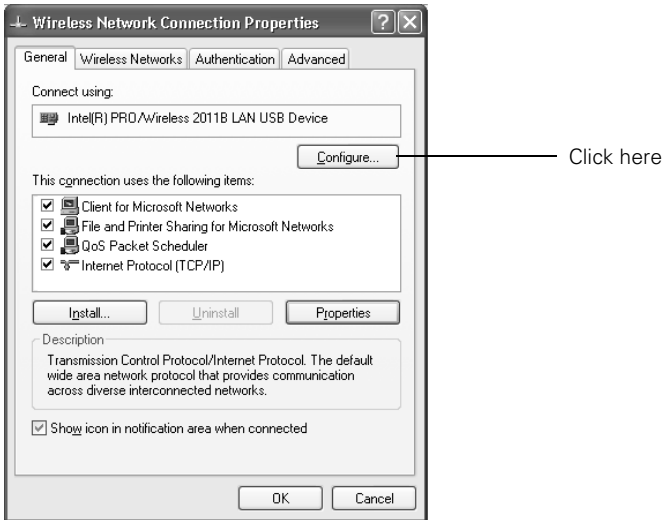 Wireless Network Connection Properties
General Wireless Networks Authentication Advanced
Connect using:
Intel(R) PRO/Wireless 2011B LAN USB Device
Configure...
Click here
This connection uses the following items:
Client for Microsoft Networks
File and Printer Sharing for Microsoft Networks
QoS Packet Scheduler
Internet Protocol (TCP/IP)
Install... Uninstall Properties
Description
Transmission Control Protocol/Internet Protocol. The default
wide area network protocol that provides communication
across diverse interconnected networks.
Show icon in notification area when connected
OK Cancel